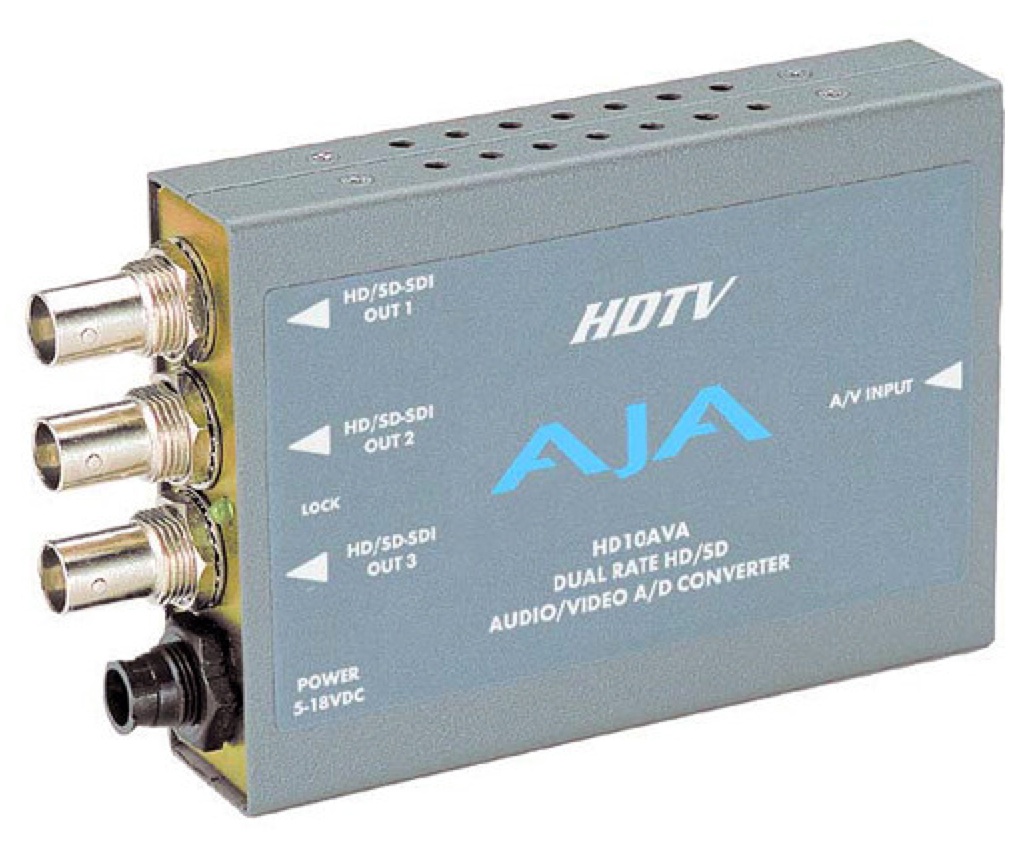 HD/SD-SDI
OUT 1
HDTV
A/V INPUT
HD/SD-SDI
OUT 2
AJA
LOCK
HD/SD-SDI
OUT 3
HD10AVA
DUAL RATE HD/SD
AUDIO/VIDEO A/D CONVERTER
POWER
5-18VDC